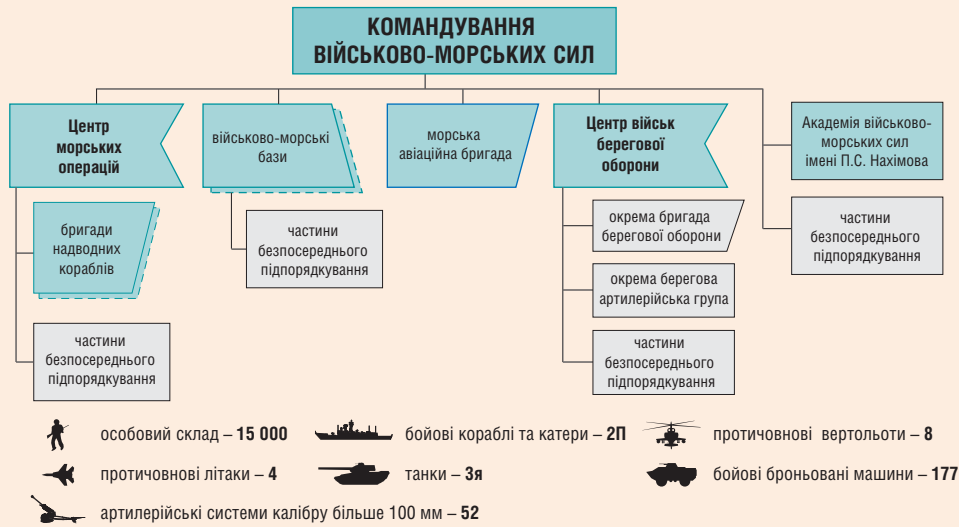 КОМАНДУВАННЯ
ВІЙСЬКОВО-МОРСЬКИХ СИЛ
Центр
морських
операцій
військово-морські
бази
морська
авіаційна бригада
Центр військ
берегової
оборони
Академія військово-
морських сил
імені П.С. Нахімова
бригади
надводних
кораблів
частини
безпосереднього
підпорядкування
частини
безпосереднього
підпорядкування
окрема бригада
берегової оборони
окрема берегова
артилерійська група
частини
безпосереднього
підпорядкування
частини
безпосереднього
підпорядкування
особовий склад – 15 000
бойові кораблі та катери – 2П
протичовнові вертольоти – 8
протичовнові літаки – 4
танки – 3я
бойові броньовані машини – 177
артилерійські системи калібру більше 100 мм – 52